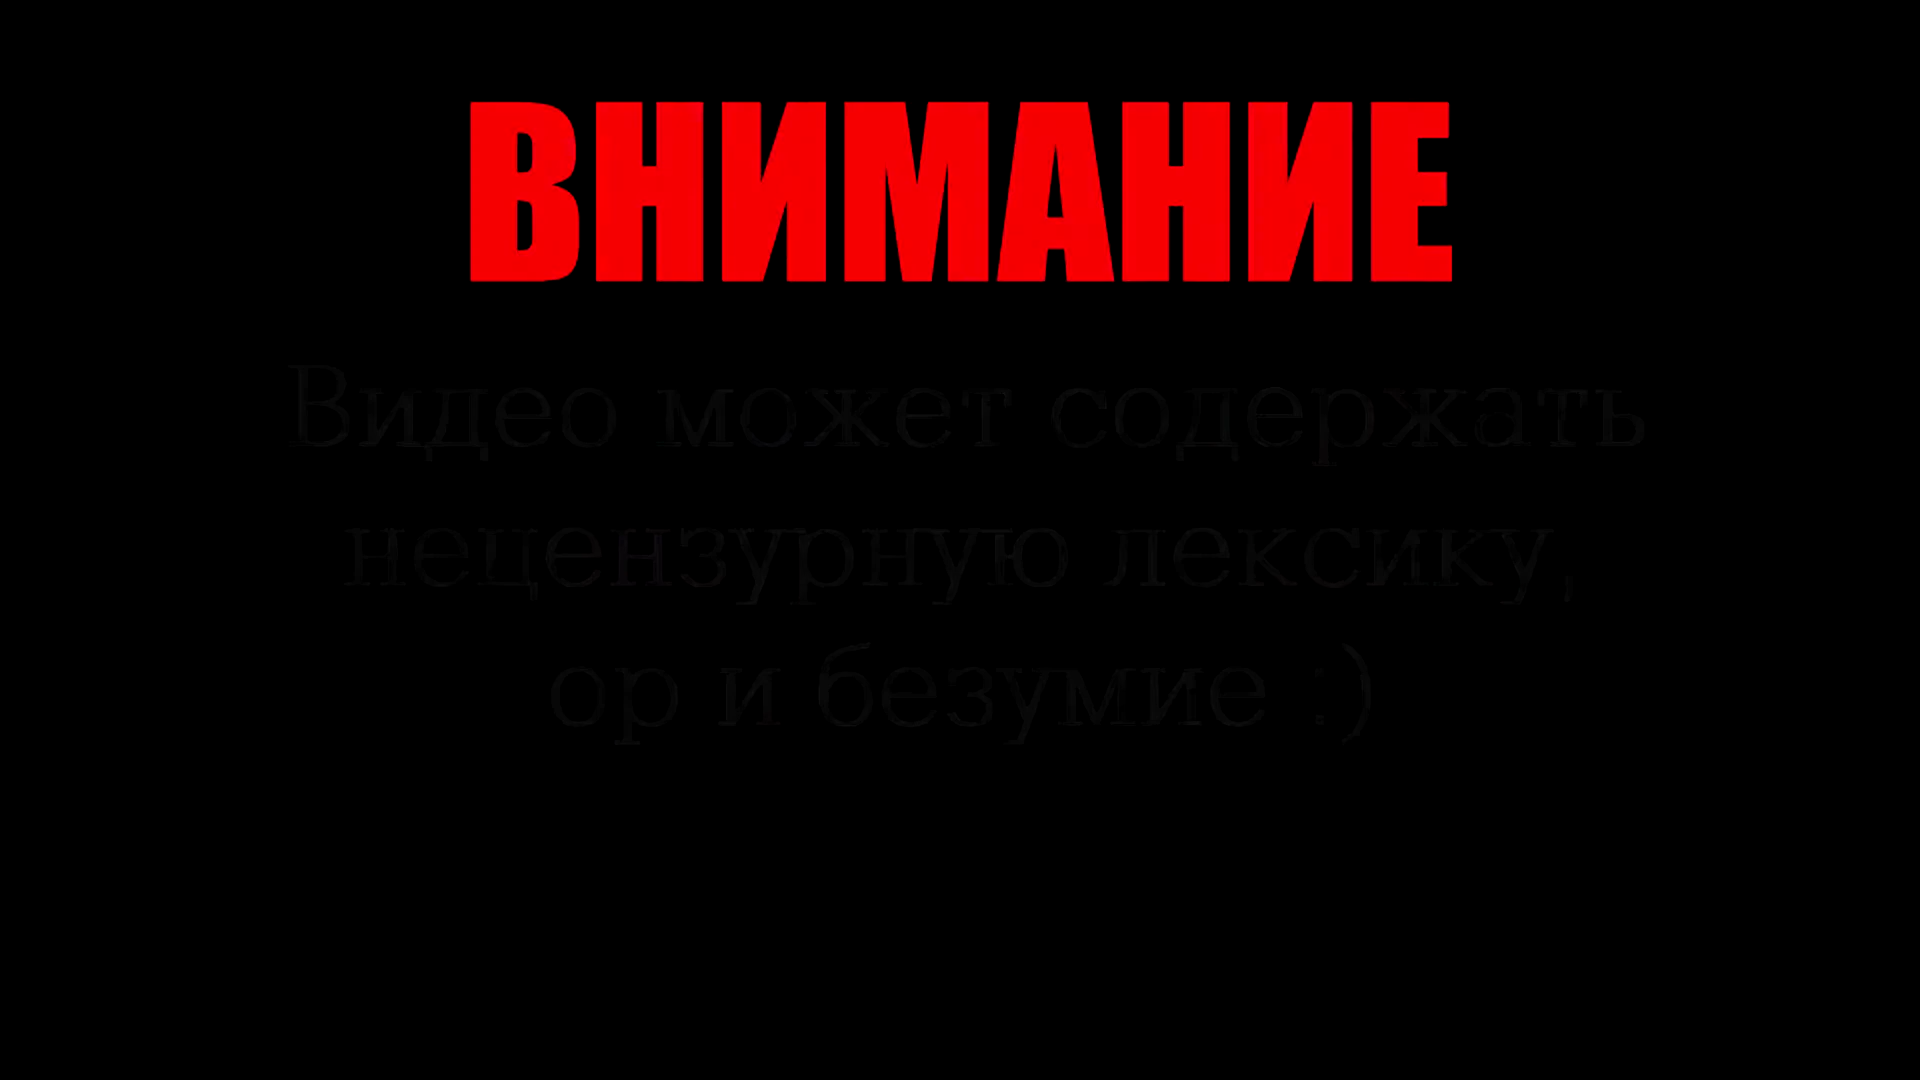 ВНИМАНИЕ
Видео может содержать
нецензурную лексику,
ор и безумие :)